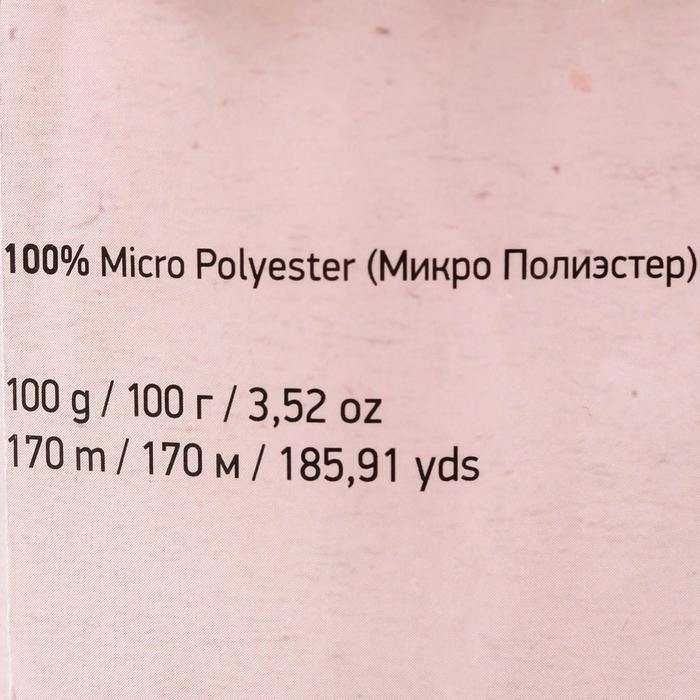 100% Micro Polyester (Микро Полиэстер)
100 g / 100 г / 3,52 oz
170 m / 170 м / 185,91 yds